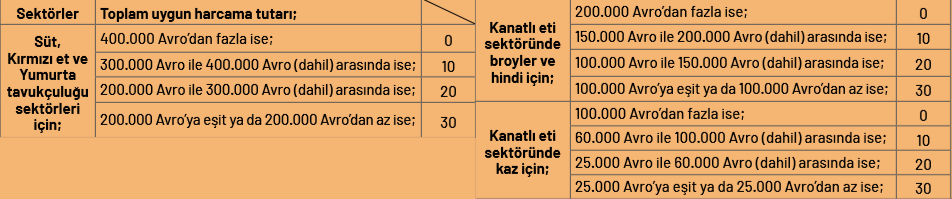 Sektörler Toplam uygun harcama tutarı;
Süt,
Kırmızı et ve
Yumurta
tavukçuluğu
sektörleri
için;
400.000 Avro’dan fazla ise; 0
300.000 Avro ile 400.000 Avro (dahil) arasında ise; 10
200.000 Avro ile 300.000 Avro (dahil) arasında ise; 20
200.000 Avro’ya eşit ya da 200.000 Avro’dan az ise; 30
Kanatlı eti
sektöründe
broyler ve
hindi için;
200.000 Avro’dan fazla ise; 0
150.000 Avro ile 200.000 Avro (dahil) arasında ise; 10
100.000 Avro ile 150.000 Avro (dahil) arasında ise; 20
100.000 Avro’ya eşit ya da 100.000 Avro’dan az ise; 30
Kanatlı eti
sektöründe
kaz için;
100.000 Avro’dan fazla ise; 0
60.000 Avro ile 100.000 Avro (dahil) arasında ise; 10
25.000 Avro ile 60.000 Avro (dahil) arasında ise; 20
25.000 Avro’ya eşit ya da 25.000 Avro’dan az ise; 30